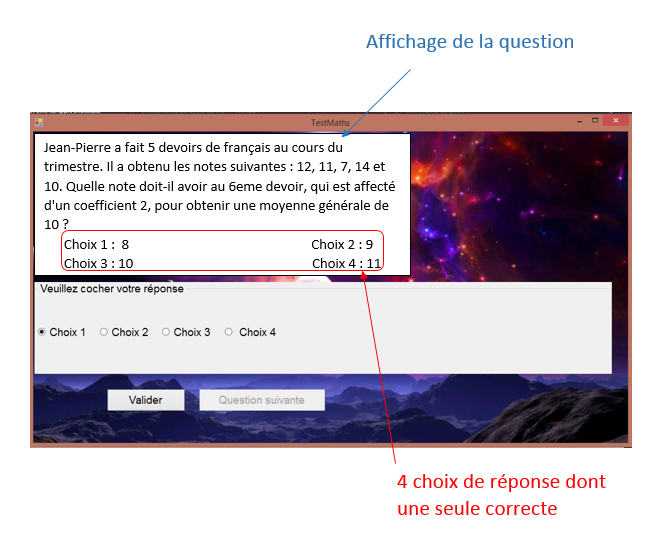 Affichage de la question
TestMaths
Jean-Pierre a fait 5 devoirs de français au cours du
trimestre. Il a obtenu les notes suivantes : 12, 11, 7, 14 et
10. Quelle note doit-il avoir au 6eme devoir, qui est affecté
d'un coefficient 2, pour obtenir une moyenne générale de
10 ?
Choix 1 : 8 Choix 2 : 9
Choix 3 : 10 Choix 4 : 11
Veuillez cocher votre réponse
Choix 1 Choix 2 Choix 3 Choix 4
Valider Question suivante
4 choix de réponse dont
une seule correcte